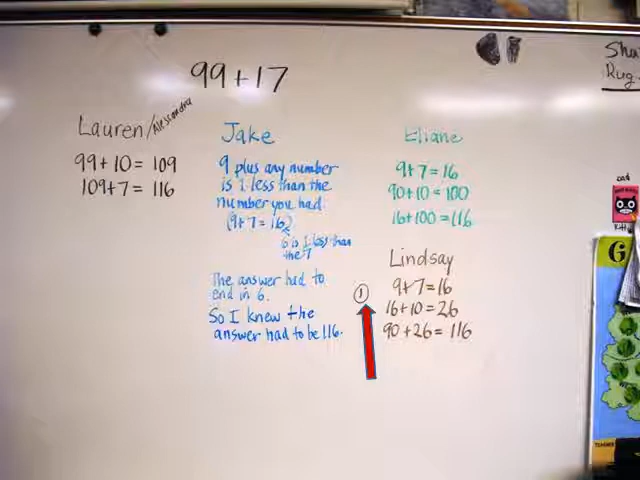 99+17
Lauren/Alessandra
99+10= 109
109+7= 116
Jake
9 plus any number
is 1 less than the
number you had.
(9+7=16)
6 is 1 less than
the 7
The answer had to
end in 6.
So I knew the
answer had to be 116.
Eliane
9+7=16
90+10=100
16+100=116
Lindsay
1
9+7=16
16+10=26
90+26=116
Rug
G